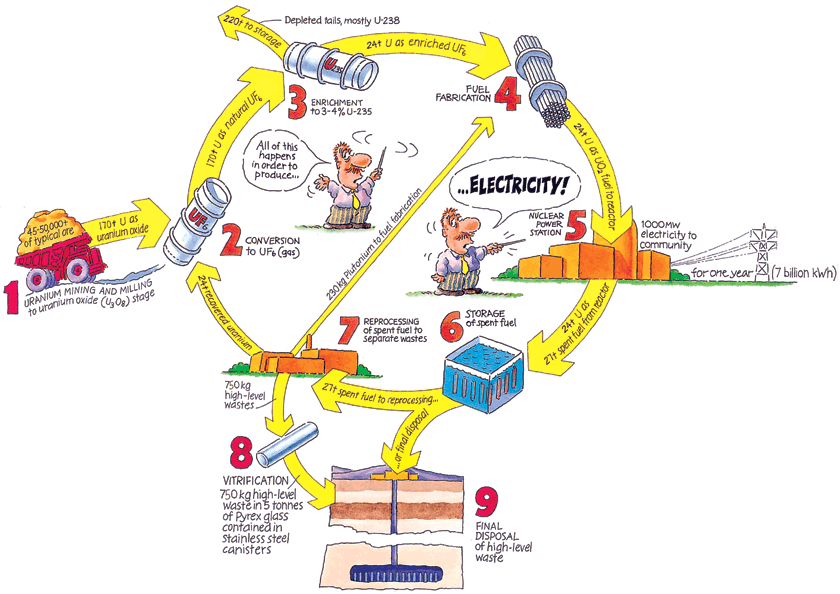 220t to storage
Depleted tails, mostly U-238
24t U as enriched UF6
U235
3
ENRICHMENT
to 3-4% U-235
4
FUEL
FABRICATION
170t U as natural UF6
24t U as UO2 fuel to reactor
All of this
happens
in order to
produce...
...ELECTRICITY!
45-50,000t
of typical ore
170t U as
uranium oxide
UF6
2
CONVERSION
to UF6 (gas)
230kg Plutonium to fuel fabrication
NUCLEAR
POWER
STATION
5
1000MW
electricity to
community
for one year (7 billion kWh)
1
URANIUM MINING AND MILLING
to uranium oxide (U3O8) stage
24t recovered uranium
7
REPROCESSING
of spent fuel to
separate wastes
6
STORAGE
of spent fuel
24t U as
27t spent fuel from reactor
750 kg
high-level
wastes
27t spent fuel to reprocessing...
...or final disposal
8
VITRIFICATION
750 kg high-level
waste in 5 tonnes
of Pyrex glass
contained in
stainless steel
canisters
9
FINAL
DISPOSAL
of high-level
waste